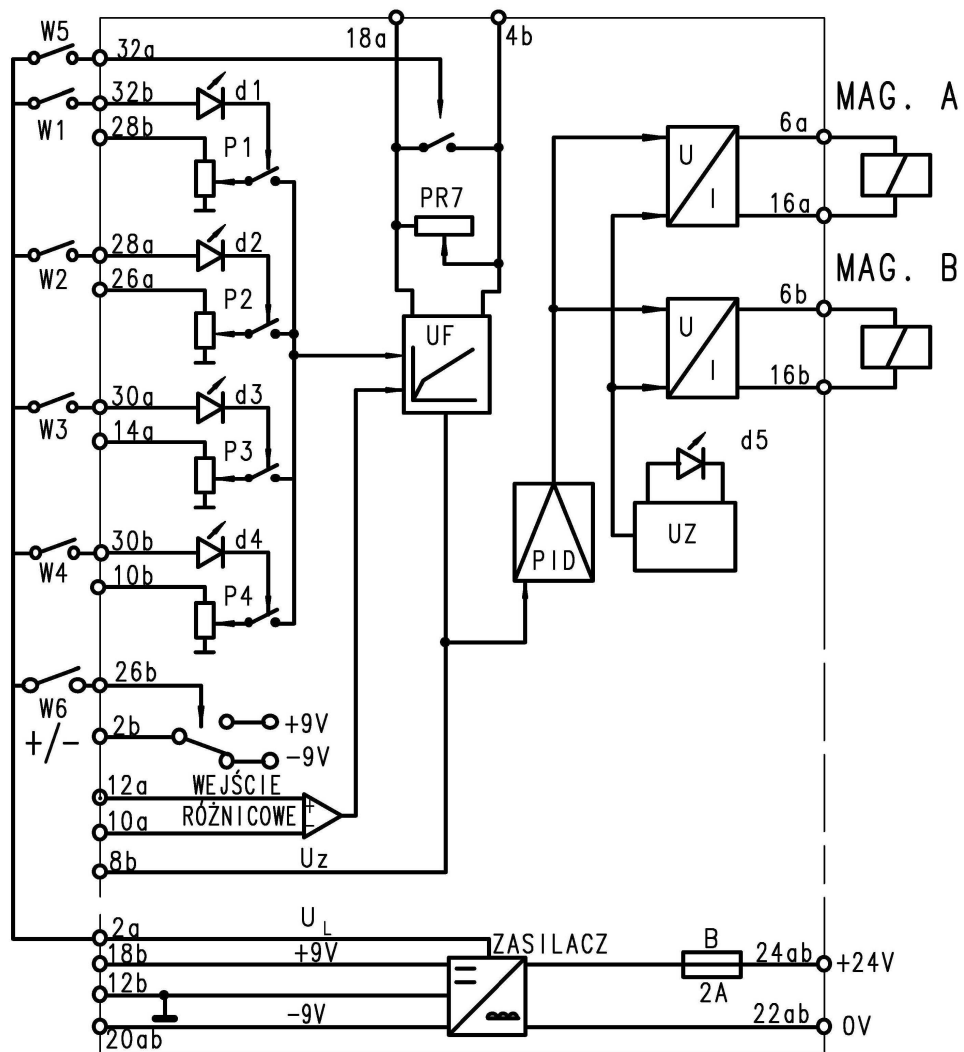 W5
32a
18a
4b
W1
32b
d1
28b
P1
MAG. A
6a
U
I
16a
PR7
W2
28a
d2
26a
P2
MAG. B
6b
U
I
16b
UF
W3
30a
d3
14a
P3
d5
UZ
PID
W4
30b
d4
10b
P4
W6
26b
+/-
2b
+9V
-9V
12a
WEJŚCIE
10a
RÓŻNICOWE
+
-
8b
Uz
2a
UL
ZASILACZ
18b
+9V
B
24ab
+24V
12b
2A
-9V
22ab
0V
20ab